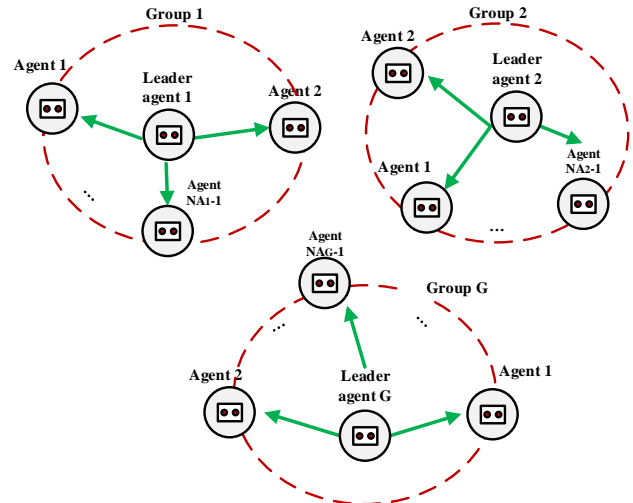 Group 1
Agent 1
Leader
agent 1
Agent 2
...
Agent
NA1-1
Group 2
Agent 2
Leader
agent 2
Agent 1
Agent
NA2-1
...
Agent
NAG-1
Group G
...
...
Agent 2
Leader
agent G
Agent 1